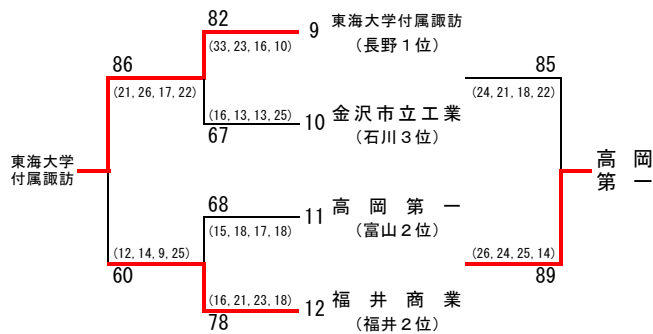 82
9
東海大学付属諏訪
(33, 23, 16, 10)
(長野1位)
86
85
(21, 26, 17, 22)
(24, 21, 18, 22)
(16, 13, 13, 25)
10
金沢市立工業
67
(石川3位)
東海大学
付属諏訪
高岡
第一
68
11
高岡第一
(15, 18, 17, 18)
(富山2位)
(12, 14, 9, 25)
(26, 24, 25, 14)
60
89
(16, 21, 23, 18)
12
福井商業
78
(福井2位)